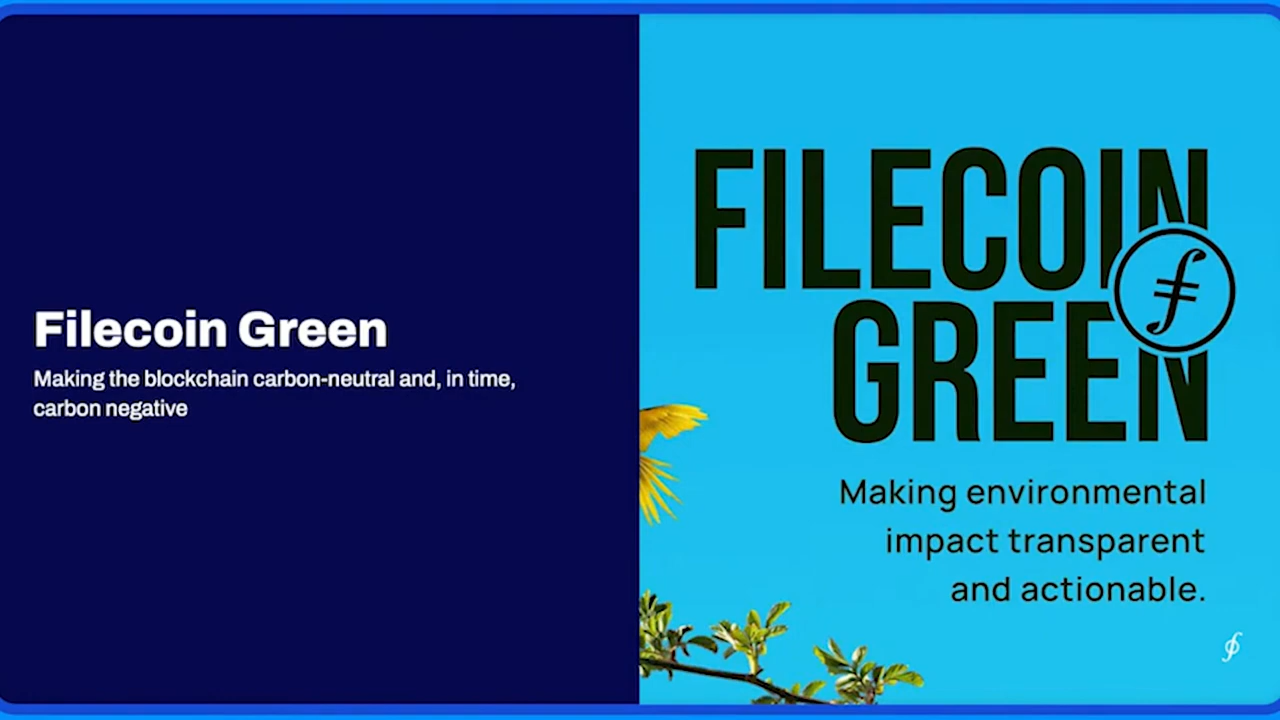 Filecoin Green
Making the blockchain carbon-neutral and, in time,
carbon negative
FILECOIN
GREEN
Making environmental
impact transparent
and actionable.